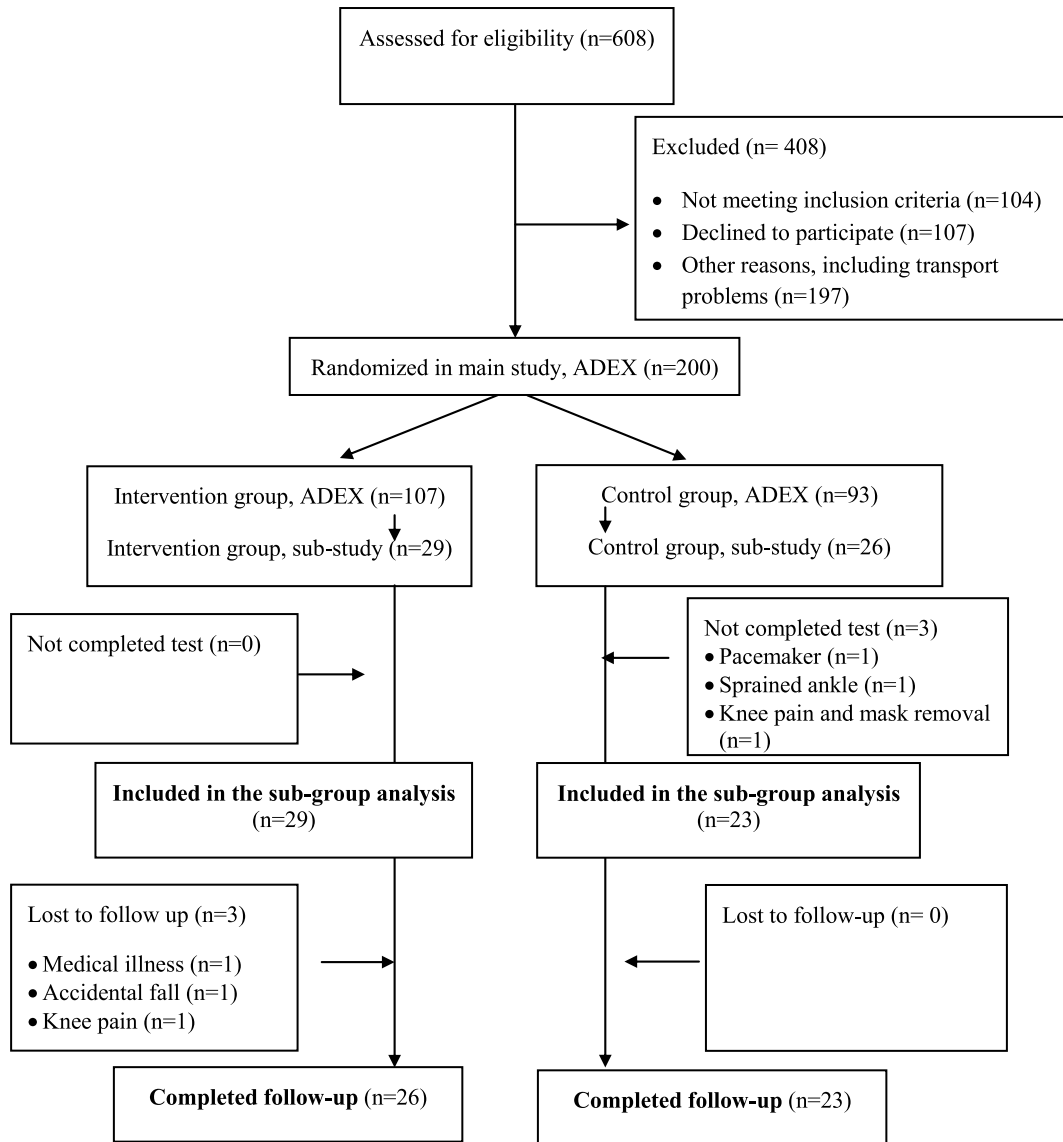 Assessed for eligibility (n=608)
Excluded (n= 408)
• Not meeting inclusion criteria (n=104)
• Declined to participate (n=107)
• Other reasons, including transport
problems (n=197)
Randomized in main study, ADEX (n=200)
Intervention group, ADEX (n=107)
Intervention group, sub-study (n=29)
Control group, ADEX (n=93)
Control group, sub-study (n=26)
Not completed test (n=0)
Not completed test (n=3)
• Pacemaker (n=1)
• Sprained ankle (n=1)
• Knee pain and mask removal
(n=1)
Included in the sub-group analysis
(n=29)
Included in the sub-group analysis
(n=23)
Lost to follow up (n=3)
• Medical illness (n=1)
• Accidental fall (n=1)
• Knee pain (n=1)
Lost to follow-up (n= 0)
Completed follow-up (n=26)
Completed follow-up (n=23)